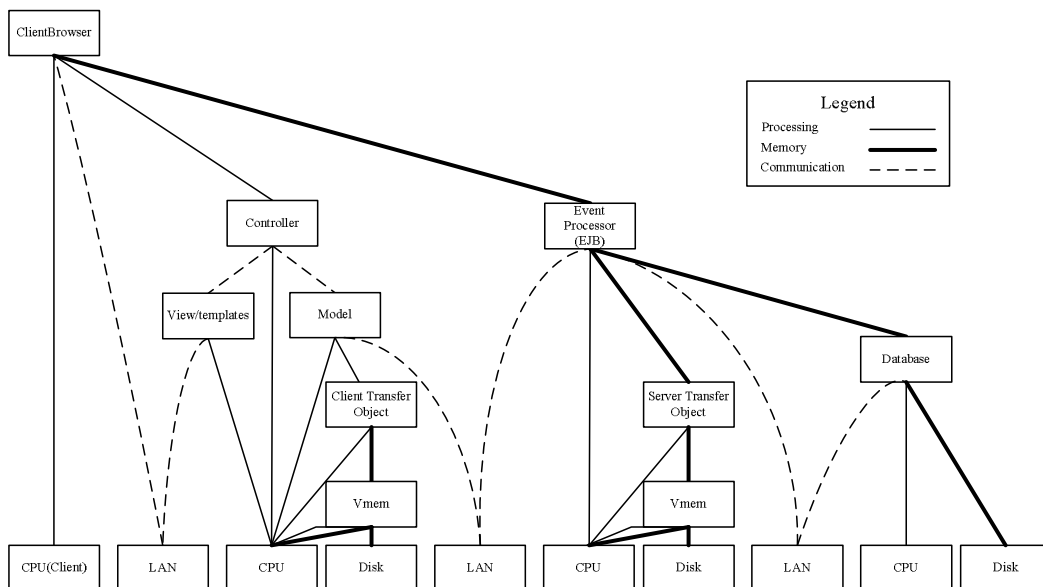 ClientBrowser
Legend
Processing
Memory
Communication
Controller
Event
Processor
(EJB)
View/templates
Model
Database
Client Transfer
Object
Server Transfer
Object
Vmem
Vmem
CPU(Client)
LAN
CPU
Disk
LAN
CPU
Disk
LAN
CPU
Disk